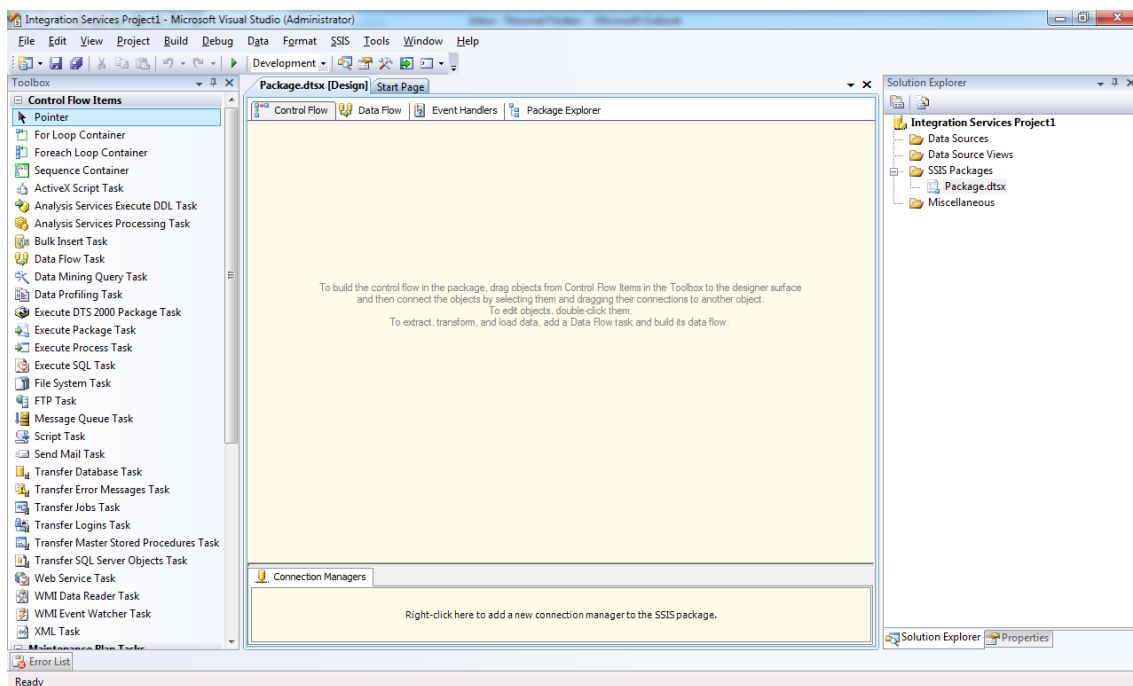 Integration Services Project1 - Microsoft Visual Studio (Administrator)
File Edit View Project Build Debug Data Format SSIS Tools Window Help
Development
Toolbox
Package.dtsx [Design] Start Page
Solution Explorer
Control Flow Items
Pointer
For Loop Container
Foreach Loop Container
Sequence Container
ActiveX Script Task
Analysis Services Execute DDL Task
Analysis Services Processing Task
Bulk Insert Task
Data Flow Task
Data Mining Query Task
Data Profiling Task
Execute DTS 2000 Package Task
Execute Package Task
Execute Process Task
Execute SQL Task
File System Task
FTP Task
Message Queue Task
Script Task
Send Mail Task
Transfer Database Task
Transfer Error Messages Task
Transfer Jobs Task
Transfer Logins Task
Transfer Master Stored Procedures Task
Transfer SQL Server Objects Task
Web Service Task
WMI Data Reader Task
WMI Event Watcher Task
XML Task
Maintenance Plan Tasks
Control Flow Data Flow Event Handlers Package Explorer
To build the control flow in the package, drag objects from Control Flow Items in the Toolbox to the designer surface
and then connect the objects by selecting them and dragging their connections to another object.
To edit objects, double-click them.
To extract, transform, and load data, add a Data Flow task and build its data flow.
Connection Managers
Right-click here to add a new connection manager to the SSIS package.
Integration Services Project1
Data Sources
Data Source Views
SSIS Packages
Package.dtsx
Miscellaneous
Solution Explorer Properties
Error List
Ready